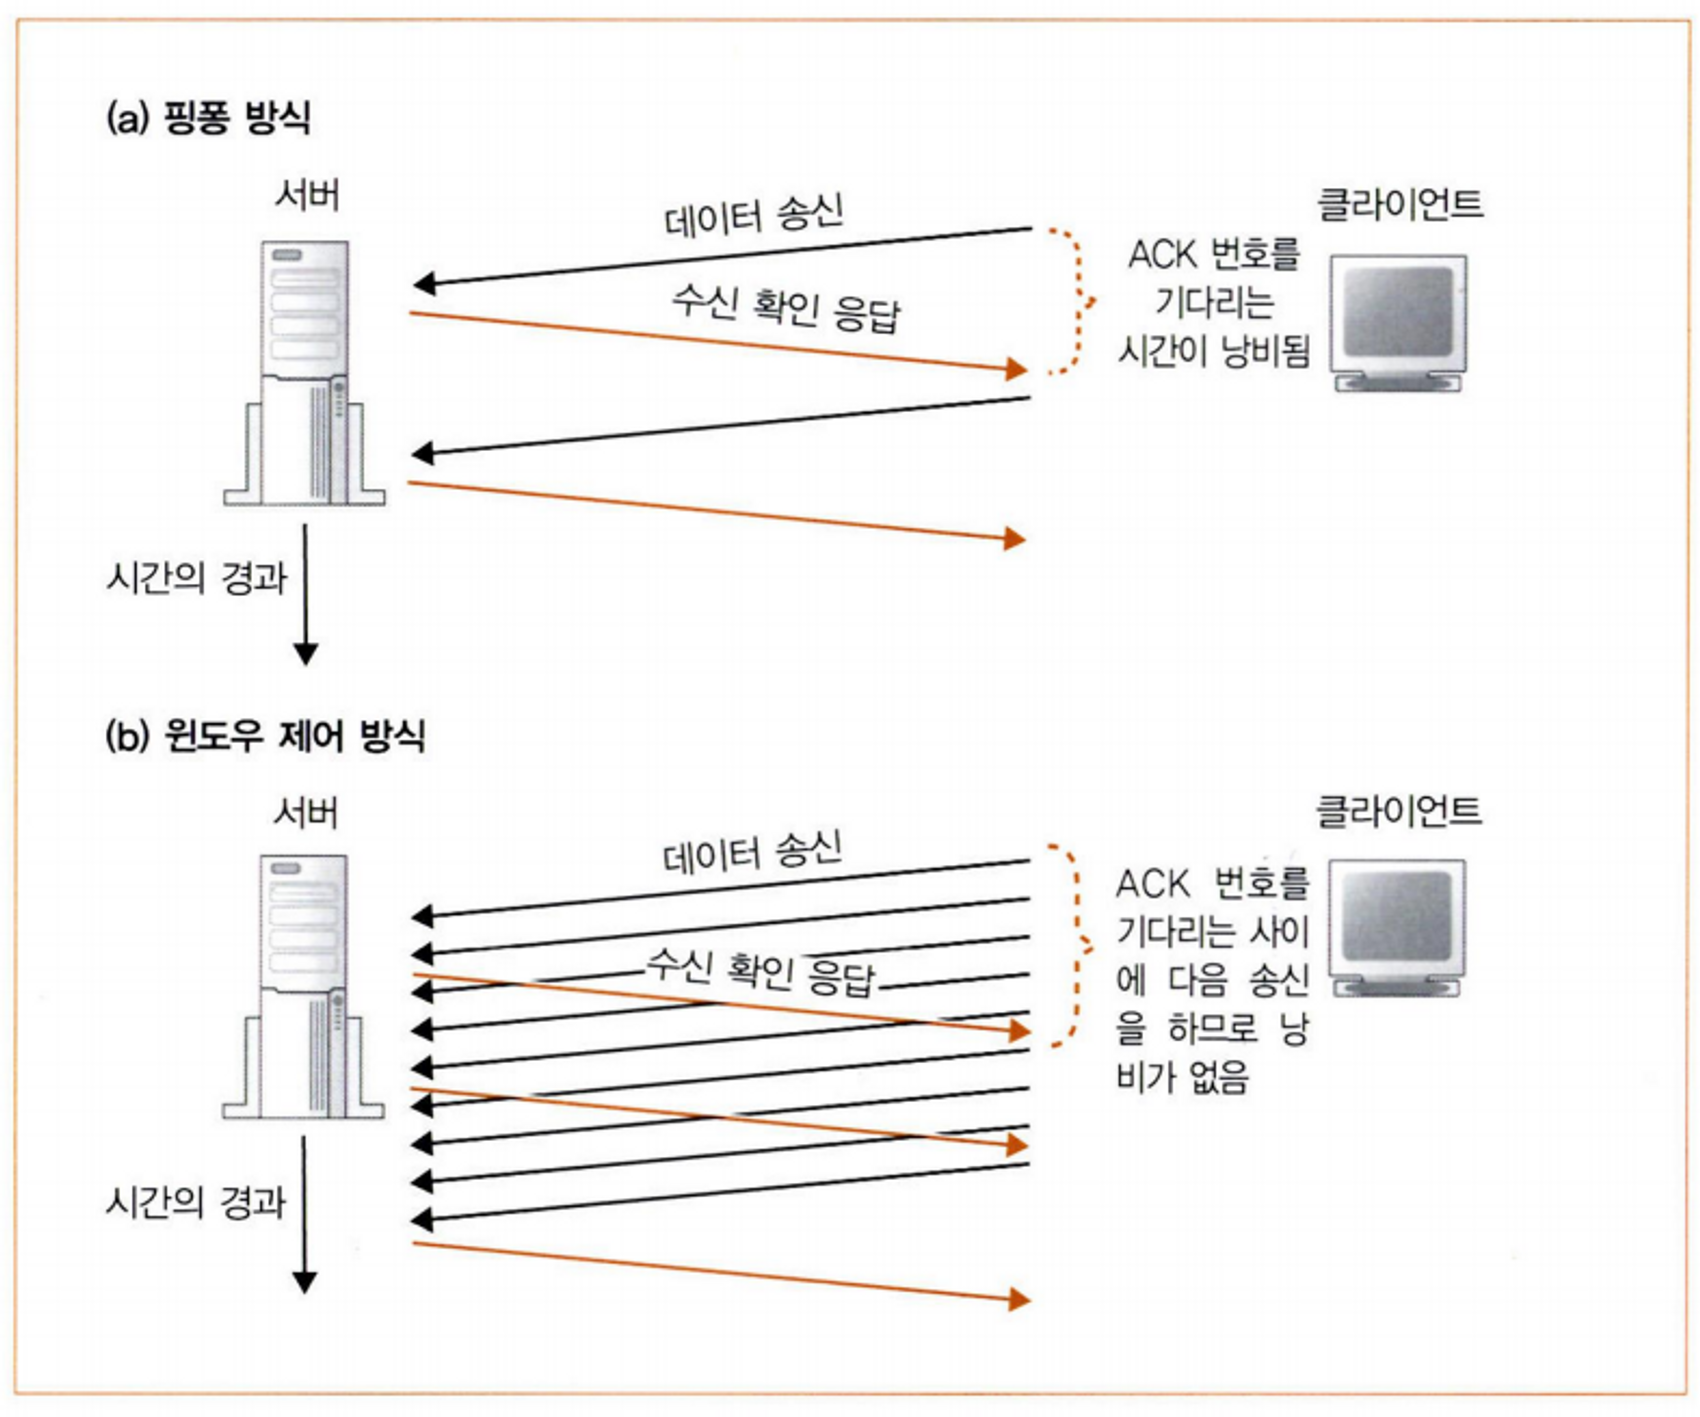 (a) 핑퐁 방식
서버
클라이언트
데이터 송신
수신 확인 응답
ACK 번호를
기다리는
시간이 낭비됨
시간의 경과
(b) 윈도우 제어 방식
서버
클라이언트
데이터 송신
수신 확인 응답
ACK 번호를
기다리는 사이
에 다음 송신
을 하므로 낭
비가 없음
시간의 경과